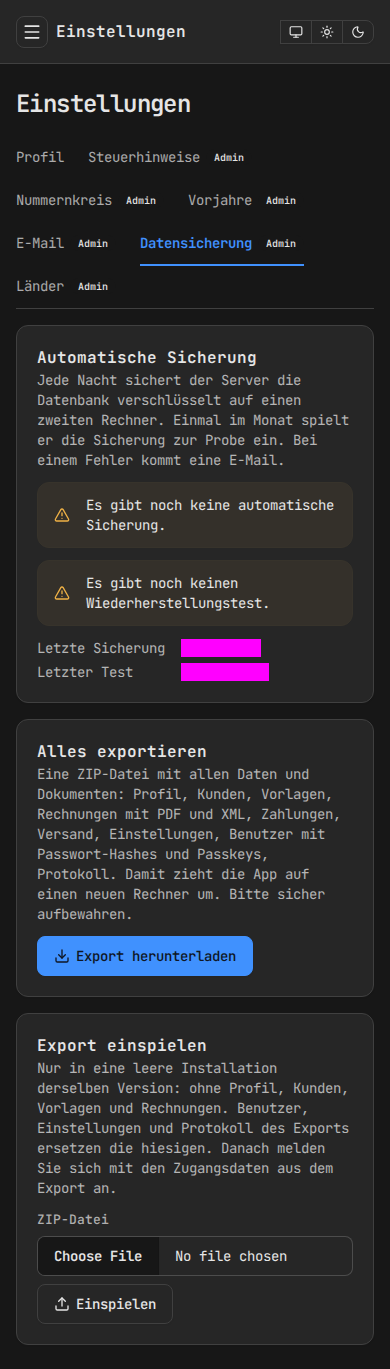 Einstellungen
Einstellungen
Profil Steuerhinweise Admin
Nummernkreis Admin Vorjahre Admin
E-Mail Admin Datensicherung Admin
Länder Admin
Automatische Sicherung
Jede Nacht sichert der Server die
Datenbank verschlüsselt auf einen
zweiten Rechner. Einmal im Monat spielt
er die Sicherung zur Probe ein. Bei
einem Fehler kommt eine E-Mail.
Es gibt noch keine automatische
Sicherung.
Es gibt noch keinen
Wiederherstellungstest.
Letzte Sicherung
Letzter Test
Alles exportieren
Eine ZIP-Datei mit allen Daten und
Dokumenten: Profil, Kunden, Vorlagen,
Rechnungen mit PDF und XML, Zahlungen,
Versand, Einstellungen, Benutzer mit
Passwort-Hashes und Passkeys,
Protokoll. Damit zieht die App auf
einen neuen Rechner um. Bitte sicher
aufbewahren.
Export herunterladen
Export einspielen
Nur in eine leere Installation
derselben Version: ohne Profil, Kunden,
Vorlagen und Rechnungen. Benutzer,
Einstellungen und Protokoll des Exports
ersetzen die hiesigen. Danach melden
Sie sich mit den Zugangsdaten aus dem
Export an.
ZIP-Datei
Choose File No file chosen
Einspielen